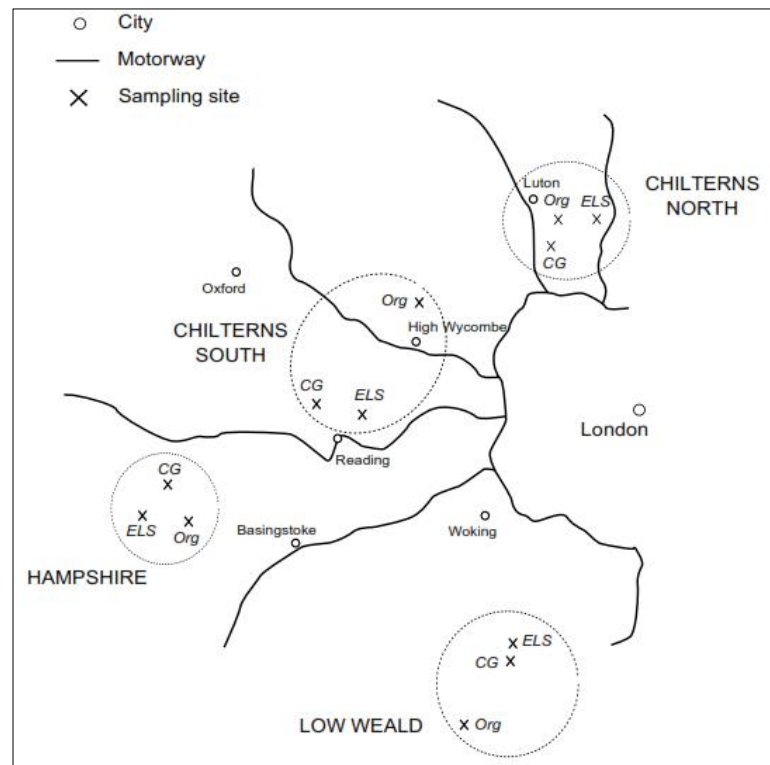 City
Motorway
Sampling site
Luton
Org
ELS
CG
CHILTERNS
NORTH
Oxford
Org
High Wycombe
CHILTERNS
SOUTH
CG
ELS
Reading
London
CG
ELS
Org
HAMPSHIRE
Basingstoke
Woking
ELS
CG
Org
LOW WEALD